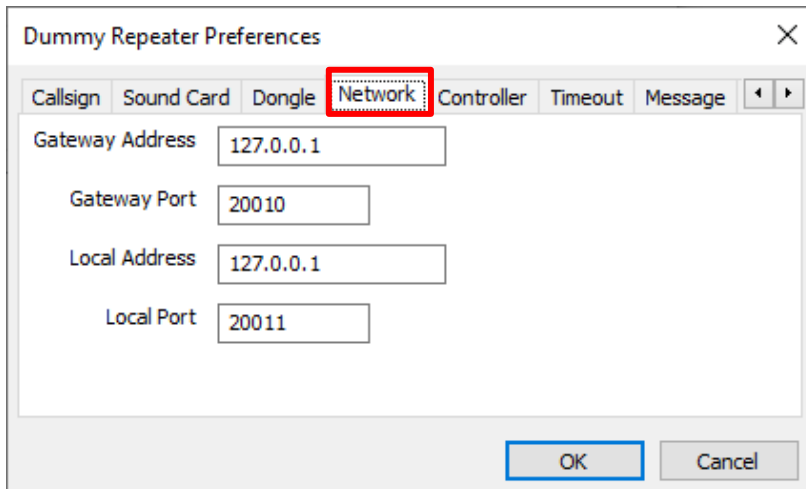 Dummy Repeater Preferences
Callsign Sound Card Dongle Network Controller Timeout Message
Gateway Address 127.0.0.1
Gateway Port 20010
Local Address 127.0.0.1
Local Port 20011
OK Cancel